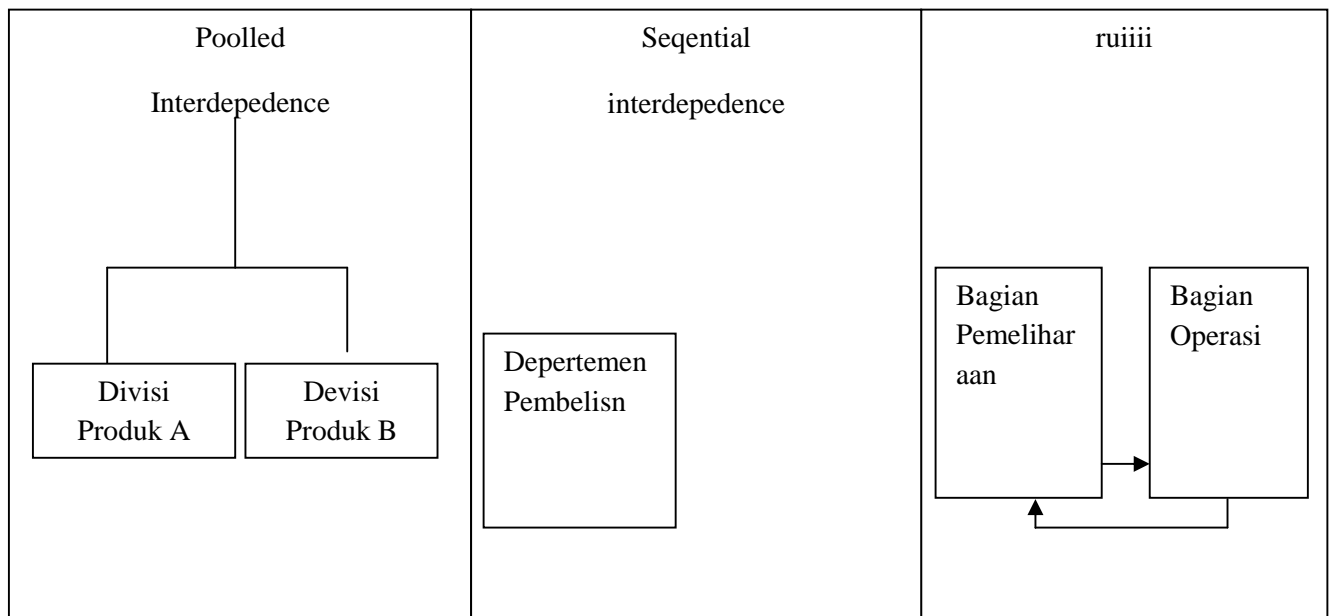 Poolled
Interdepedence
Divisi
Produk A
Devisi
Produk B
Seqential
interdepedence
Depertemen
Pembelisn
ruiiii
Bagian
Pemelihar
aan
Bagian
Operasi